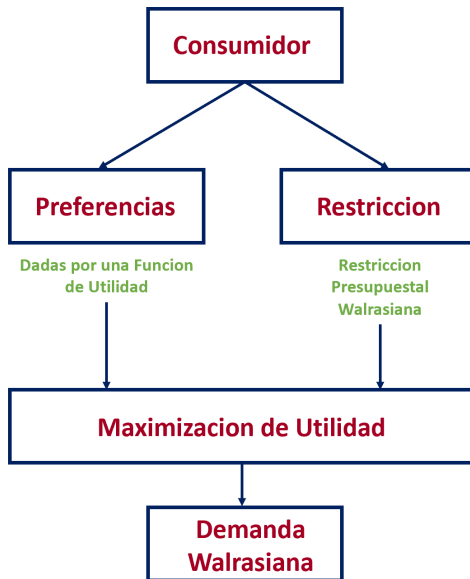 Consumidor
Preferencias
Restriccion
Dadas por una Funcion
de Utilidad
Restriccion
Presupuestal
Walrasiana
Maximizacion de Utilidad
Demanda
Walrasiana